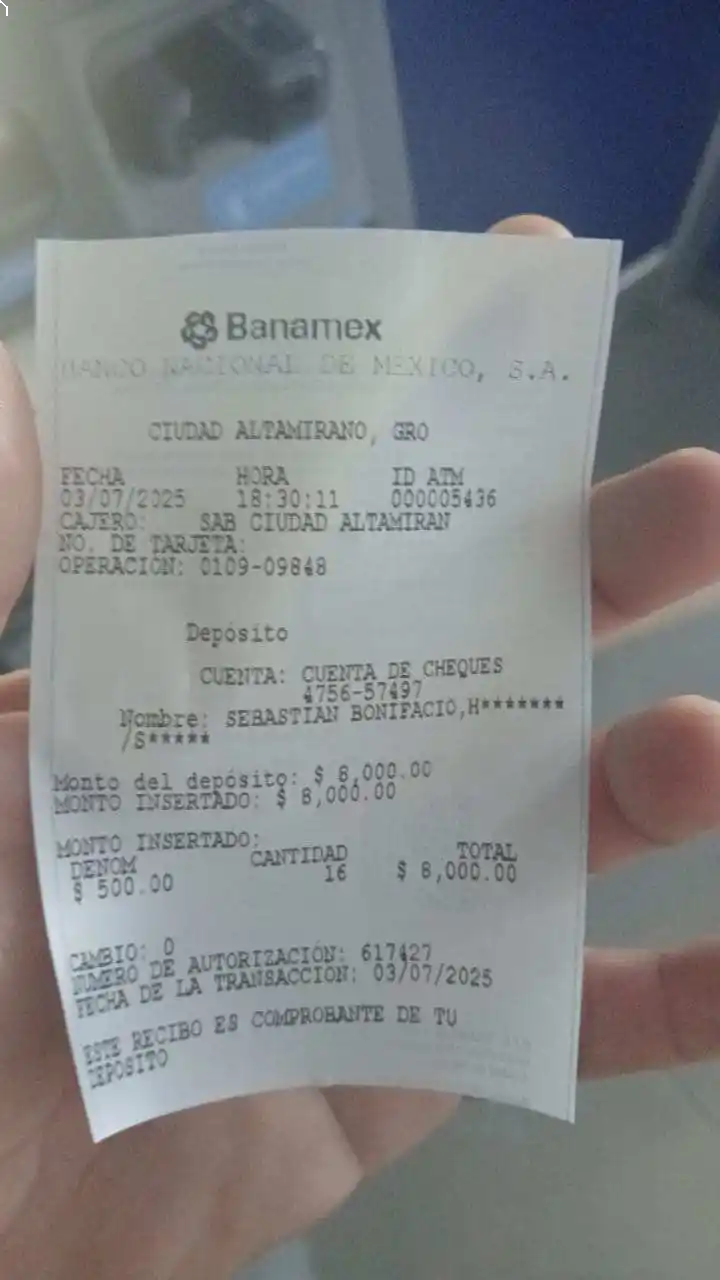 Banamex
BANCO NACIONAL DE MEXICO, S.A.
CIUDAD ALTAMIRANO, GRO
FECHA HORA ID ATM
03/07/2025 18:30:11 000005436
CAJERO: SAB CIUDAD ALTAMIRAN
NO. DE TARJETA:
OPERACION: 0109-09848
Depósito
CUENTA: CUENTA DE CHEQUES
4756-57497
Nombre: SEBASTIAN BONIFACIO,H*******
/S*****
Monto del depósito: $ 8,000.00
MONTO INSERTADO: $ 8,000.00
MONTO INSERTADO:
DENOM CANTIDAD TOTAL
$ 500.00 16 $ 8,000.00
CAMBIO: 0
NUMERO DE AUTORIZACIÓN: 617427
FECHA DE LA TRANSACCION: 03/07/2025
ESTE RECIBO ES COMPROBANTE DE TU
DEPOSITO